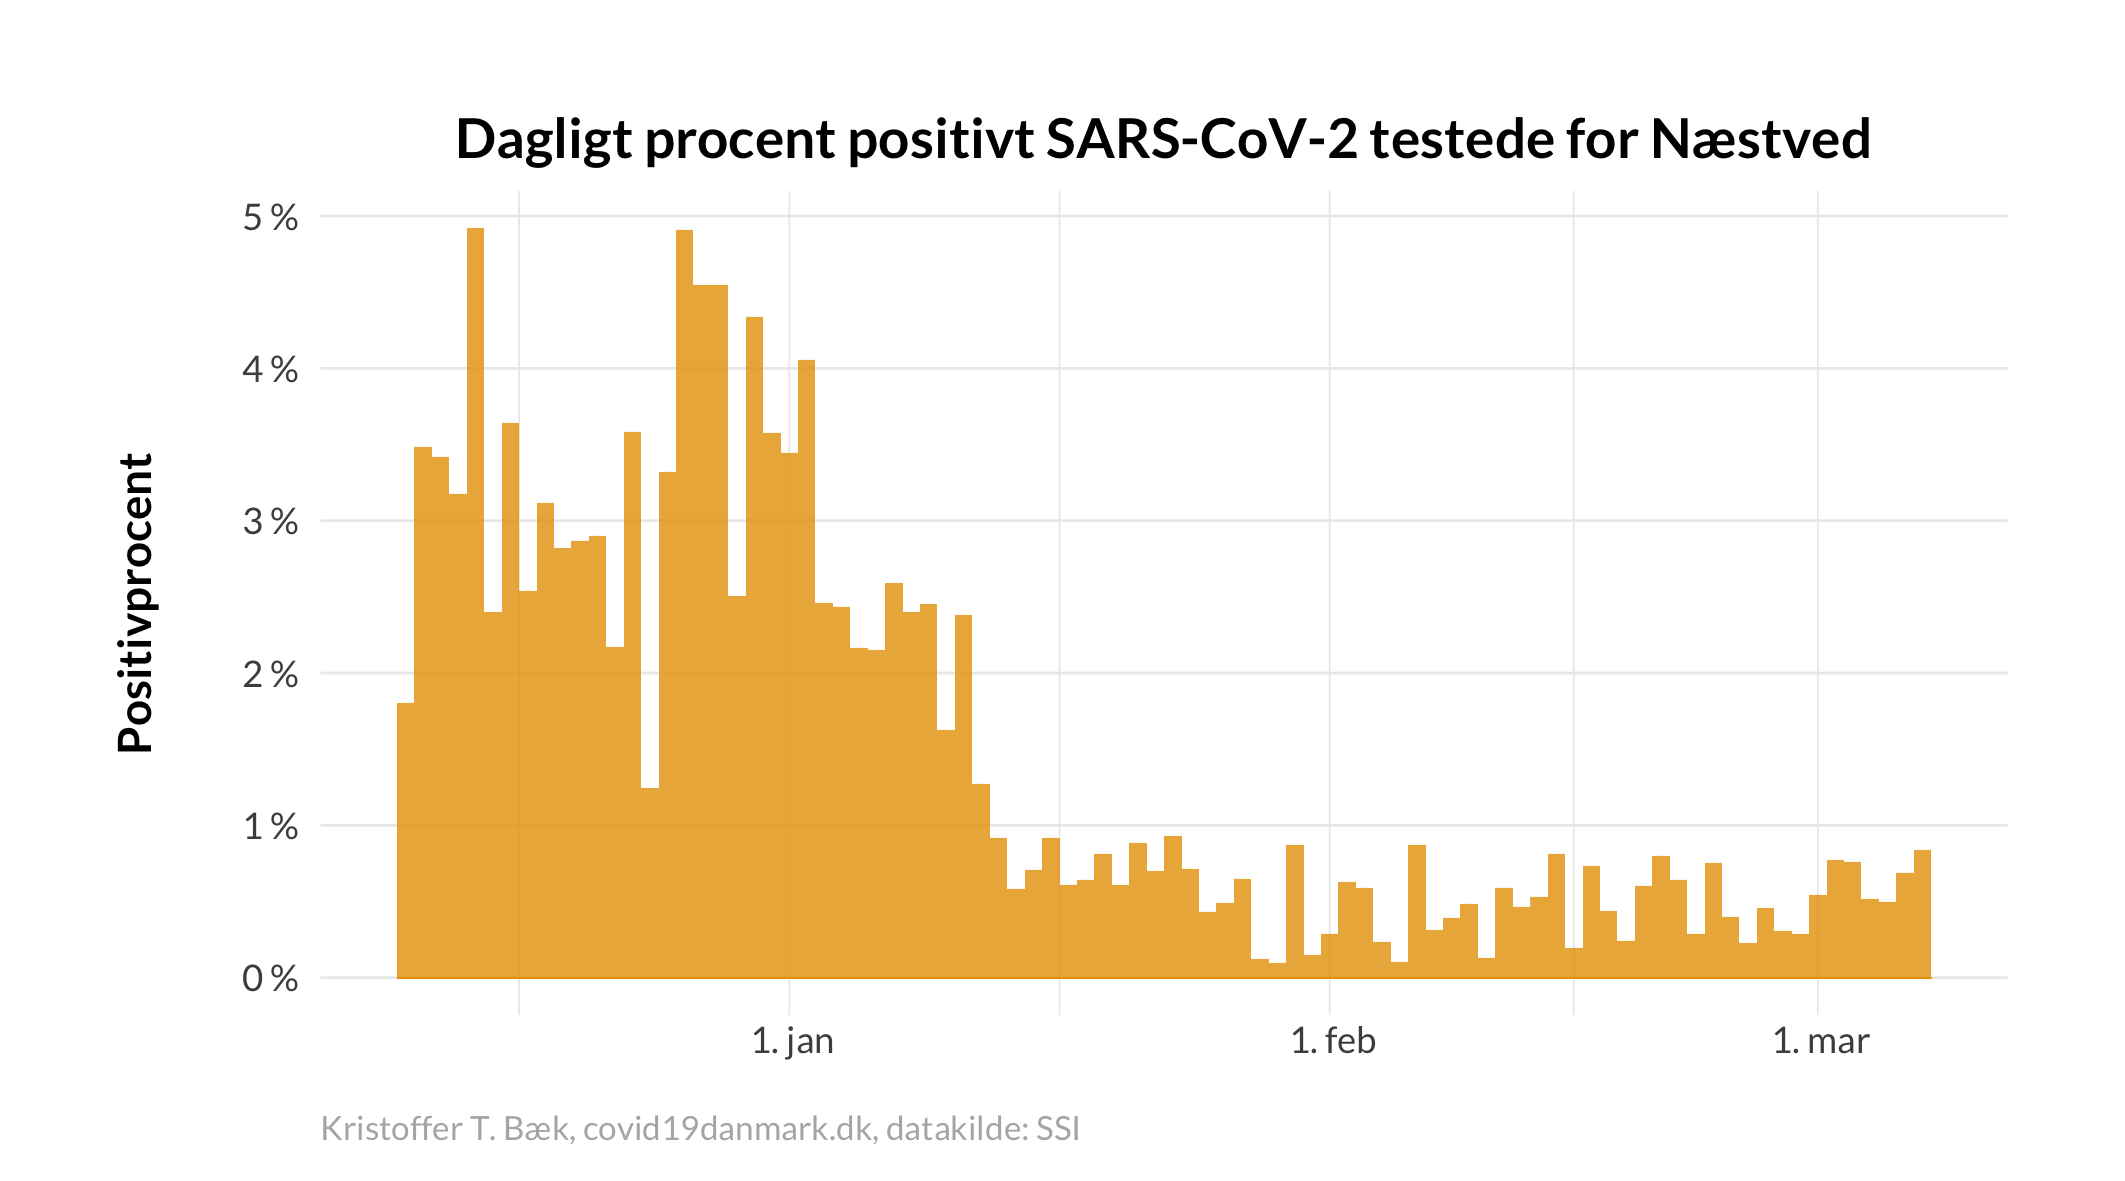 Dagligt procent positivt SARS-CoV-2 testede for Næstved
Positivprocent
5 %
4 %
3 %
2 %
1 %
0 %
1. jan
1. feb
1. mar
Kristoffer T. Bæk, covid19danmark.dk, datakilde: SSI